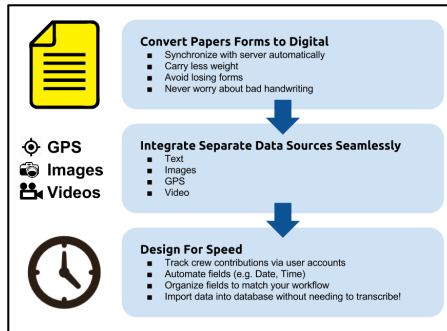 Convert Papers Forms to Digital
■ Synchronize with server automatically
■ Carry less weight
■ Avoid losing forms
■ Never worry about bad handwriting
GPS
Images
Videos
Integrate Separate Data Sources Seamlessly
■ Text
■ Images
■ GPS
■ Video
Design For Speed
■ Track crew contributions via user accounts
■ Automate fields (e.g. Date, Time)
■ Organize fields to match your workflow
■ Import data into database without needing to transcribe!